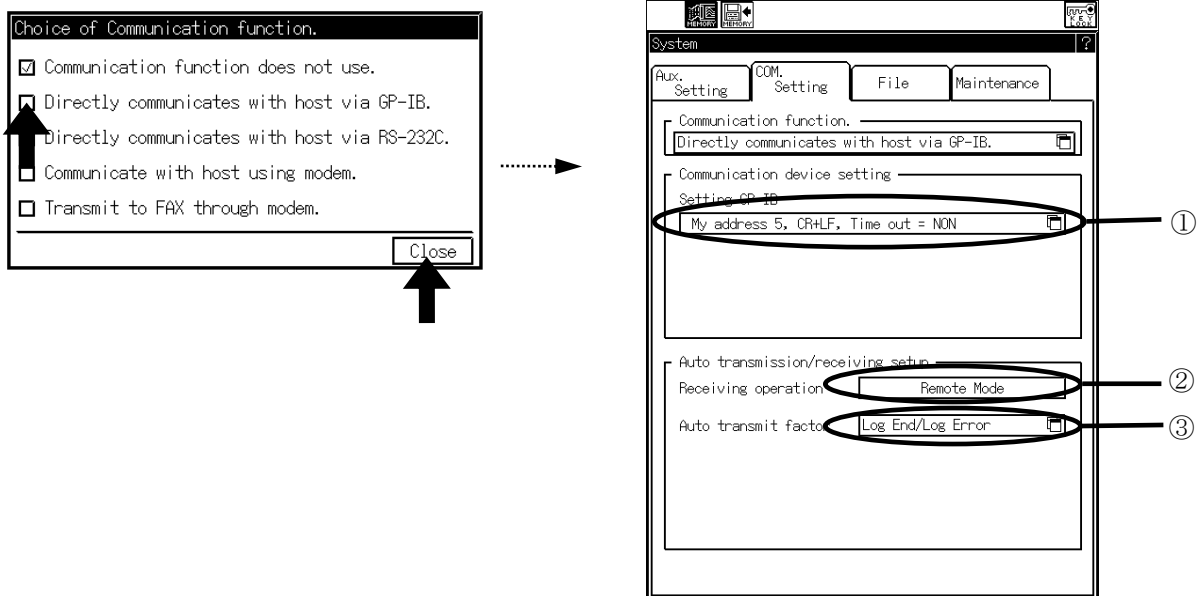 Choice of Communication function.
Communication function does not use.
Directly communicates with host via GP-IB.
Directly communicates with host via RS-232C.
Communicate with host using modem.
Transmit to FAX through modem.
Close
MEMORY MEMORY
KEY
LOCK
System ?
Aux.
Setting
COM.
Setting
File
Maintenance
Communication function.
Directly communicates with host via GP-IB.
Communication device setting
Setting GP-IB
My address 5, CR+LF, Time out = NON
①
Auto transmission/receiving setup
Receiving operation Remote Mode
②
Auto transmit factor Log End/Log Error
③